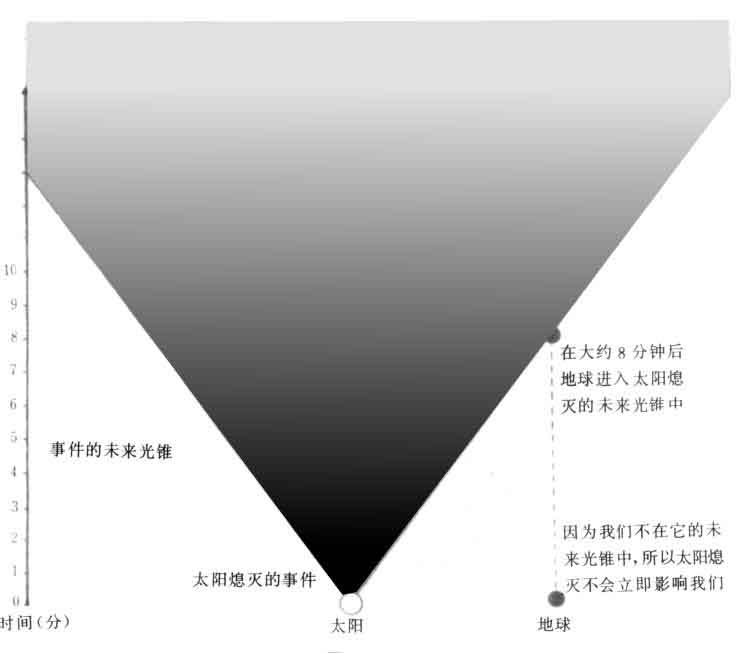 10
9
8
在大约8分钟后
地球进入太阳熄
灭的未来光锥中
7
6
5
事件的未来光锥
4
3
因为我们不在它的未
来光锥中,所以太阳熄
灭不会立即影响我们
2
太阳熄灭的事件
1
0
时间(分)
太阳
地球